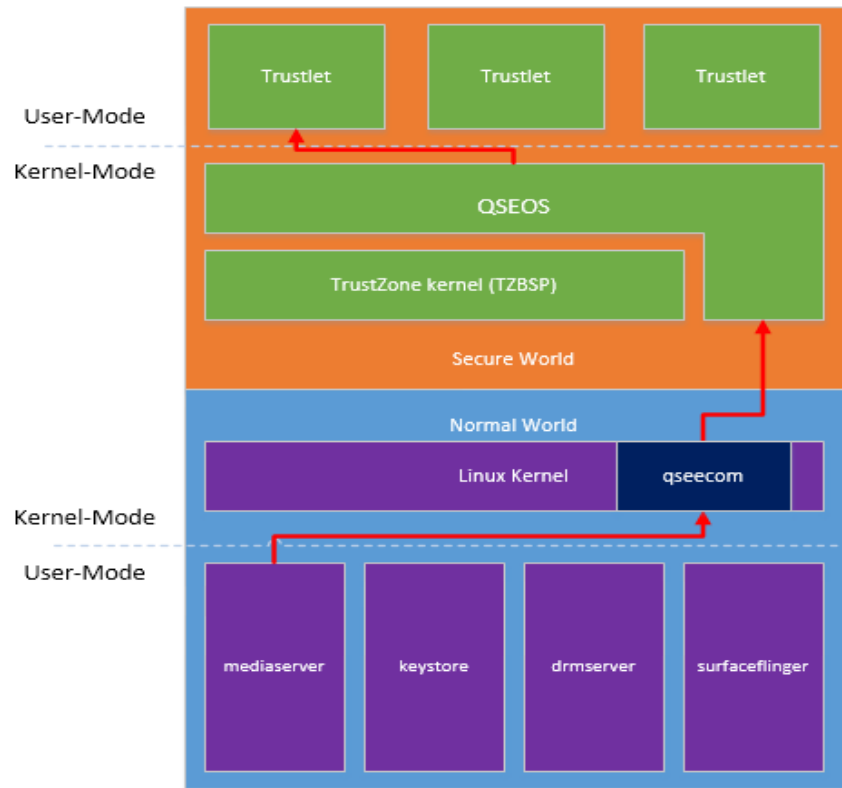 Trustlet Trustlet Trustlet
User-Mode
Kernel-Mode
QSEOS
TrustZone kernel (TZBSP)
Secure World
Normal World
Linux Kernel qseecom
Kernel-Mode
User-Mode
mediaserver keystore drmserver surfaceflinger